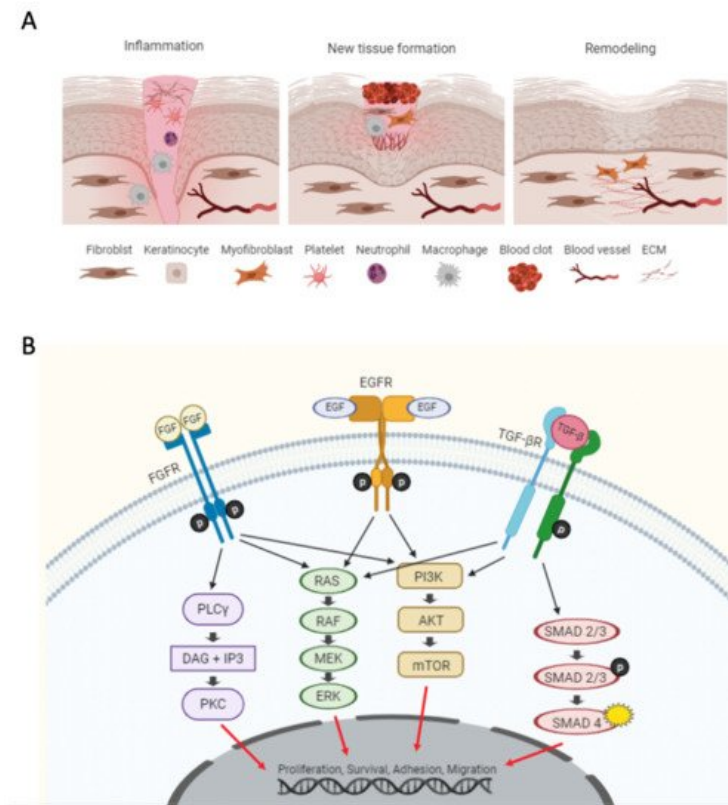 A
Inflammation New tissue formation Remodeling
Fibroblst Keratinocyte Myofibroblast Platelet Neutrophil Macrophage Blood clot Blood vessel ECM
B
EGFR
EGF EGF
FGF FGF
TGF-βR TGF-β
FGFR
P P
P P
P
RAS PI3K
PLCγ
RAF AKT
SMAD 2/3
DAG + IP3
MEK mTOR
SMAD 2/3 P
PKC
ERK
SMAD 4
Proliferation, Survival, Adhesion, Migration